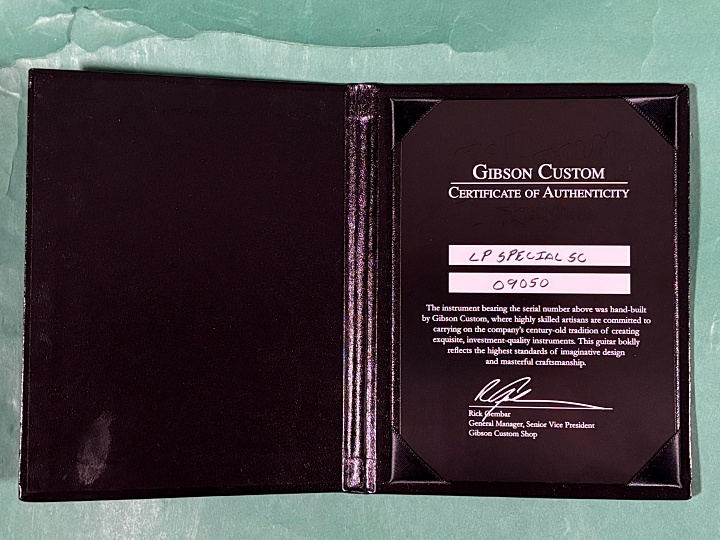 GIBSON CUSTOM
CERTIFICATE OF AUTHENTICITY
LP SPECIAL SC
09050
The instrument bearing the serial number above was hand-built
by Gibson Custom, where highly skilled artisans are committed to
carrying on the company's century-old tradition of creating
exquisite, investment-quality instruments. This guitar boldly
reflects the highest standards of imaginative design
and masterful craftsmanship.
Rick Gembar
General Manager, Senior Vice President
Gibson Custom Shop